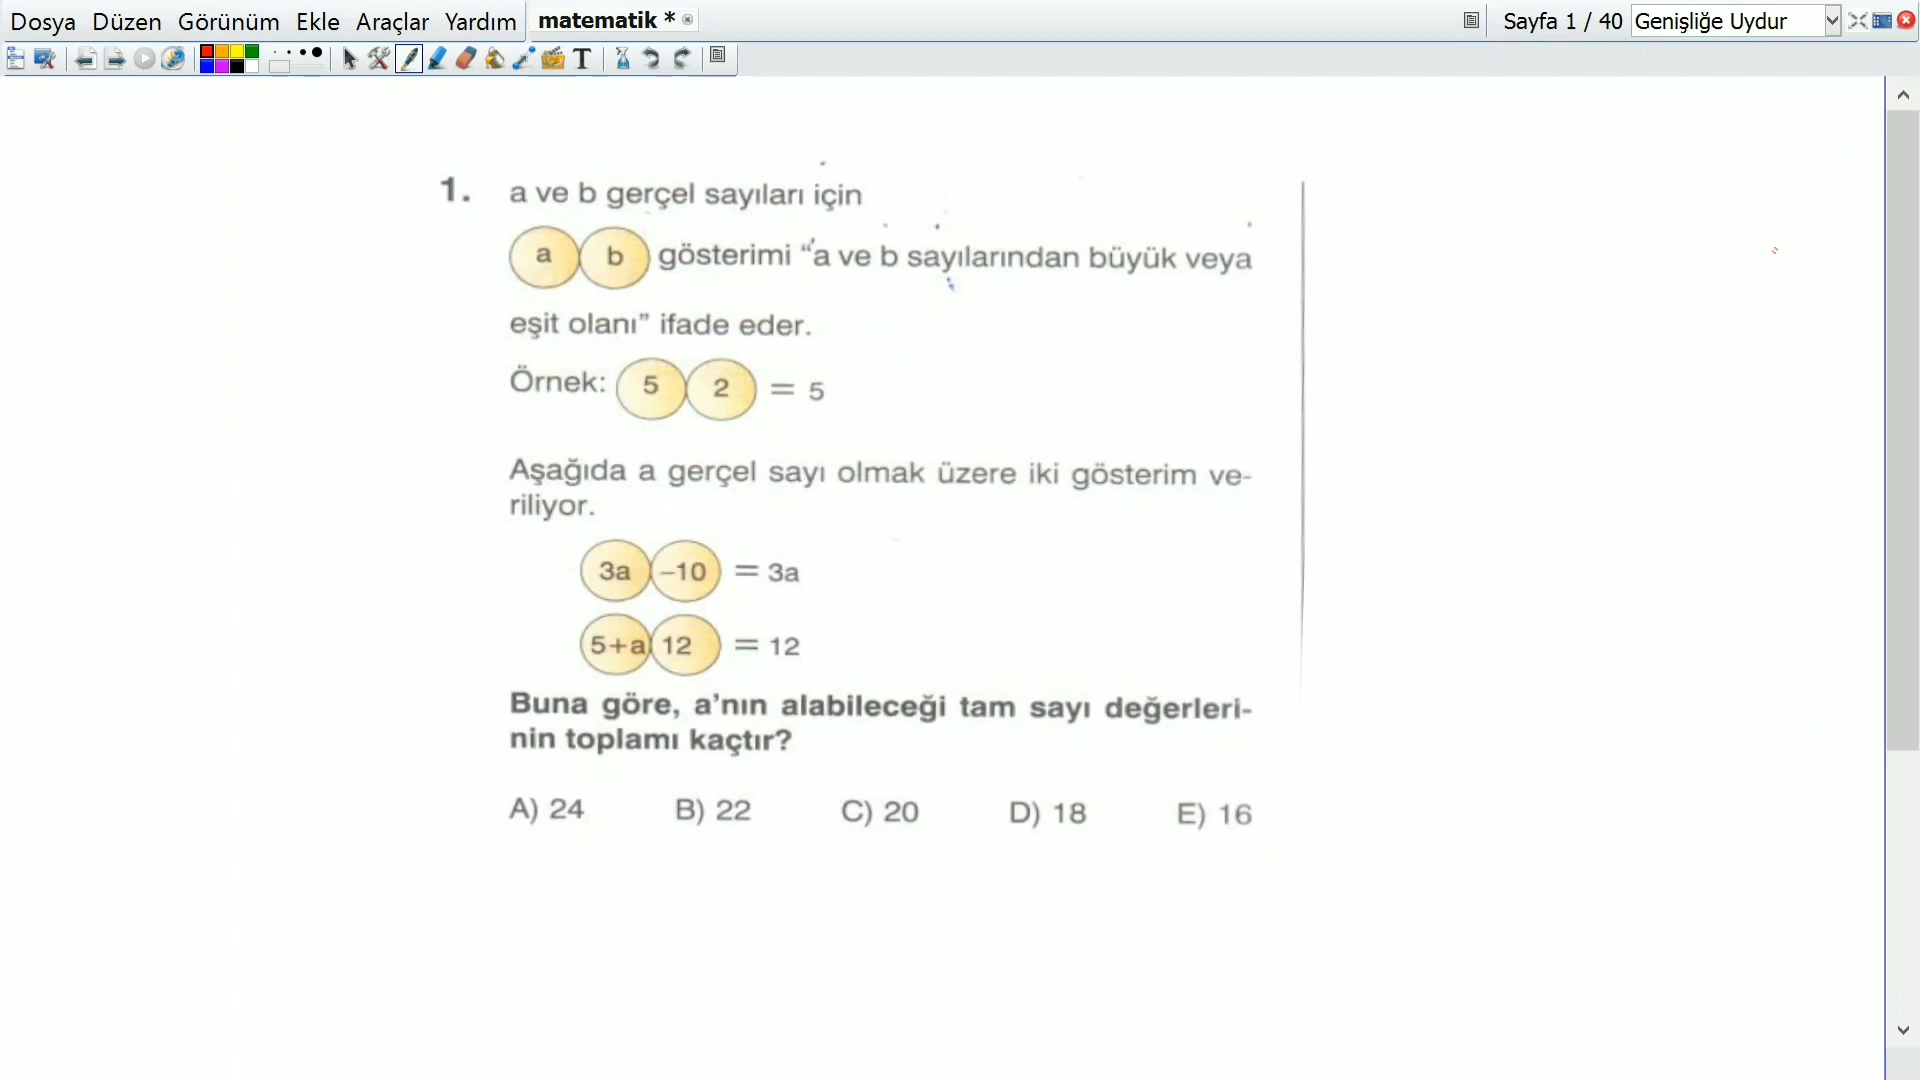 Dosya Düzen Görünüm Ekle Araçlar Yardım matematik * Sayfa 1 / 40 Genişliğe Uydur
T
1. a ve b gerçel sayıları için
a b gösterimi “a ve b sayılarından büyük veya
eşit olanı” ifade eder.
Örnek: 5 2 = 5
Aşağıda a gerçel sayı olmak üzere iki gösterim ve-
riliyor.
3a –10 = 3a
5+a 12 = 12
Buna göre, a’nın alabileceği tam sayı değerleri-
nin toplamı kaçtır?
A) 24 B) 22 C) 20 D) 18 E) 16